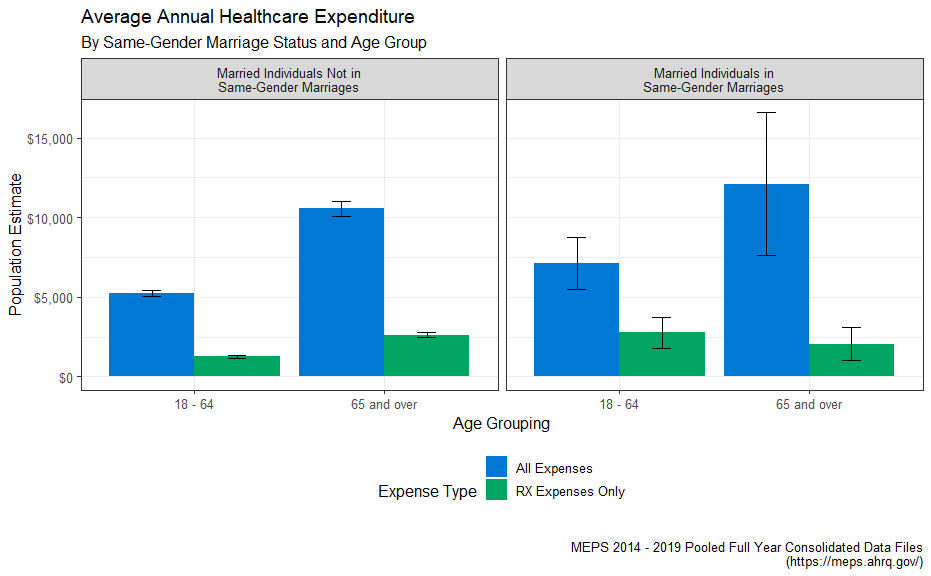 Average Annual Healthcare Expenditure
By Same-Gender Marriage Status and Age Group
Married Individuals Not in
Same-Gender Marriages
Married Individuals in
Same-Gender Marriages
Population Estimate
$15,000
$10,000
$5,000
$0
18 - 64
65 and over
18 - 64
65 and over
Age Grouping
Expense Type
All Expenses
RX Expenses Only
MEPS 2014 - 2019 Pooled Full Year Consolidated Data Files
(https://meps.ahrq.gov/)